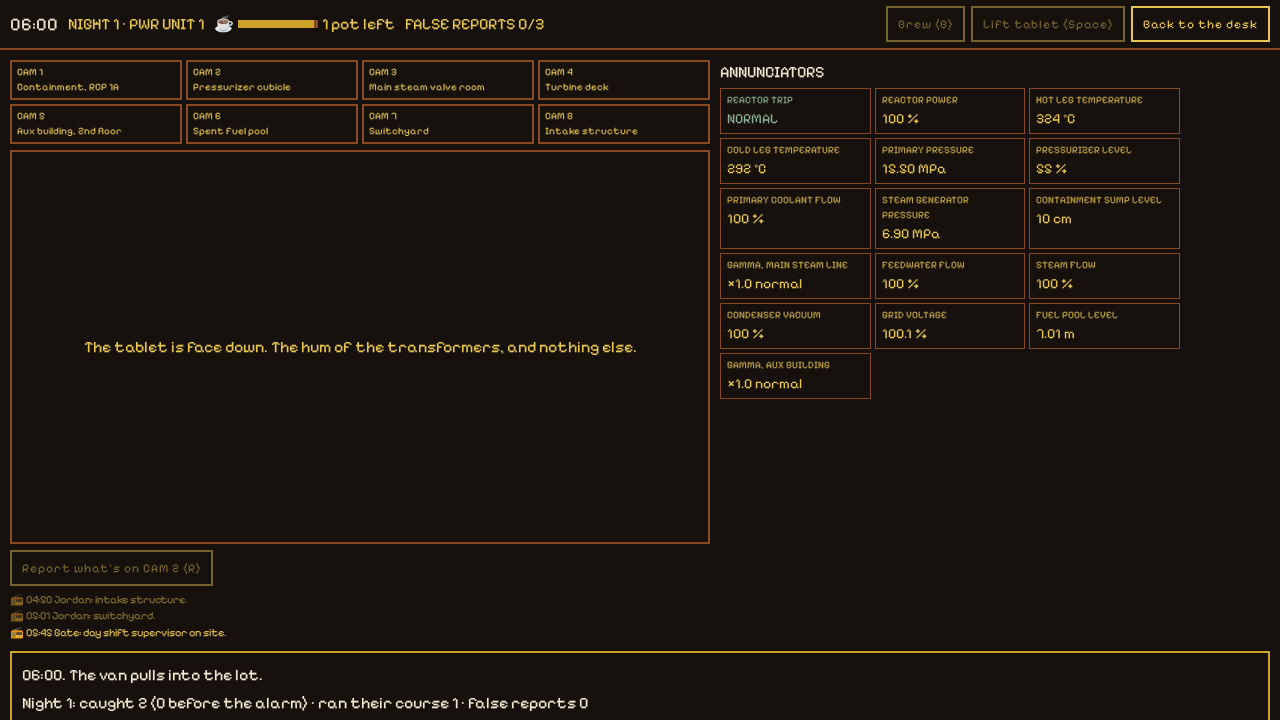 06:00 NIGHT 1 · PWR UNIT 1 ☕ 1 pot left FALSE REPORTS 0/3
Brew (B) Lift tablet (Space) Back to the desk
CAM 1
Containment, RCP 1A
CAM 2
Pressurizer cubicle
CAM 3
Main steam valve room
CAM 4
Turbine deck
CAM 5
Aux building, 2nd floor
CAM 6
Spent fuel pool
CAM 7
Switchyard
CAM 8
Intake structure
The tablet is face down. The hum of the transformers, and nothing else.
Report what's on CAM 2 (R)
📻 04:50 Jordan: intake structure.
📻 05:01 Jordan: switchyard.
📻 05:45 Gate: day shift supervisor on site.
ANNUNCIATORS
REACTOR TRIP
NORMAL
REACTOR POWER
100 %
HOT LEG TEMPERATURE
324 °C
COLD LEG TEMPERATURE
292 °C
PRIMARY PRESSURE
15.50 MPa
PRESSURIZER LEVEL
55 %
PRIMARY COOLANT FLOW
100 %
STEAM GENERATOR
PRESSURE
6.90 MPa
CONTAINMENT SUMP LEVEL
10 cm
GAMMA, MAIN STEAM LINE
×1.0 normal
FEEDWATER FLOW
100 %
STEAM FLOW
100 %
CONDENSER VACUUM
100 %
GRID VOLTAGE
100.1 %
FUEL POOL LEVEL
7.01 m
GAMMA, AUX BUILDING
×1.0 normal
06:00. The van pulls into the lot.
Night 1: caught 2 (0 before the alarm) · ran their course 1 · false reports 0